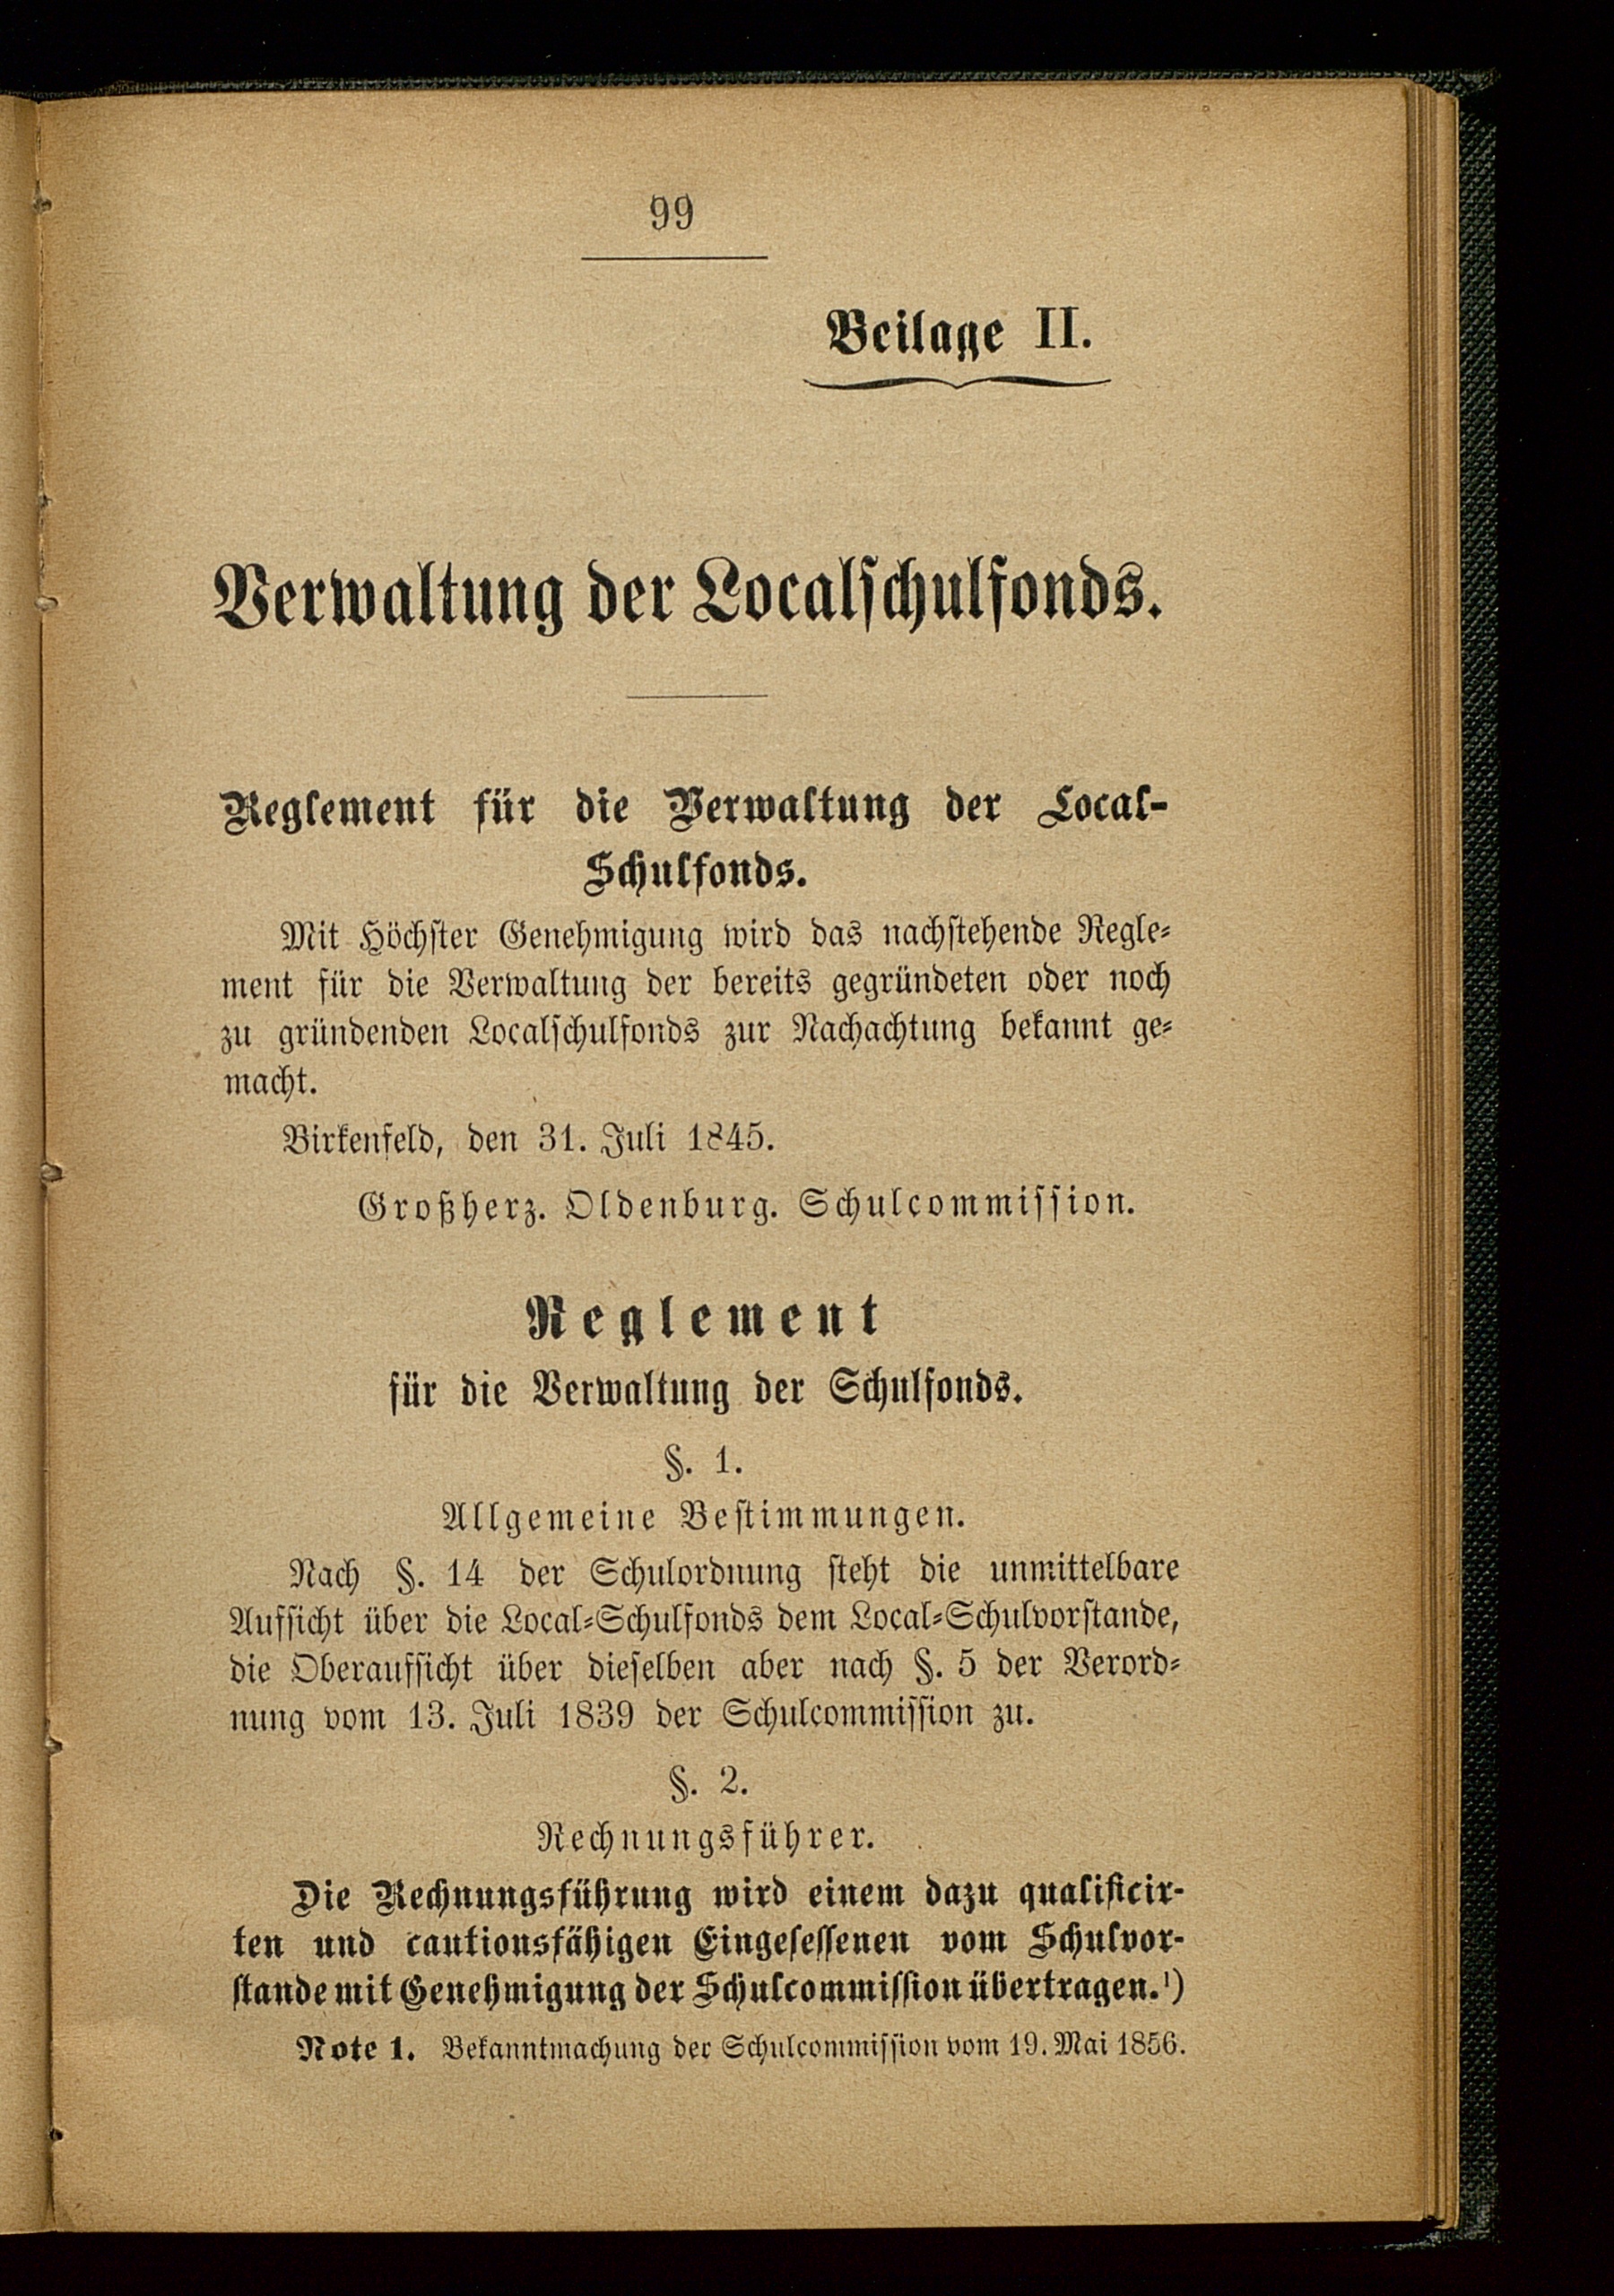 99
Beilage II.
Verwaltung der Localschulfonds.
Reglement für die Verwaltung der Local-
Schulfonds.
Mit Höchster Genehmigung wird das nachstehende Regle-
ment für die Verwaltung der bereits gegründeten oder noch
zu gründenden Localschulfonds zur Nachachtung bekannt ge-
macht.
Birkenfeld, den 31. Juli 1845.
Großherz. Oldenburg. Schulcommission.
Reglement
für die Verwaltung der Schulfonds.
§. 1.
Allgemeine Bestimmungen.
Nach §. 14 der Schulordnung steht die unmittelbare
Aufsicht über die Local-Schulfonds dem Local-Schulvorstande,
die Oberaufsicht über dieselben aber nach §. 5 der Verord-
nung vom 13. Juli 1839 der Schulcommission zu.
§. 2.
Rechnungsführer.
Die Rechnungsführung wird einem dazu qualificir-
ten und cautionsfähigen Eingesessenen vom Schulvor-
stande mit Genehmigung der Schulcommission übertragen.¹)
Note 1. Bekanntmachung der Schulcommission vom 19. Mai 1856.